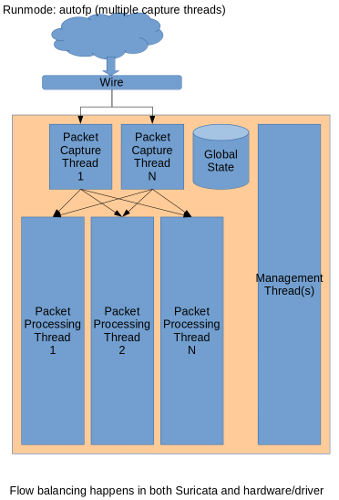 Runmode: autofp (multiple capture threads)
Wire
Packet
Capture
Thread
1
Packet
Capture
Thread
N
Global
State
Management
Thread(s)
Packet
Processing
Thread
1
Packet
Processing
Thread
2
Packet
Processing
Thread
N
Flow balancing happens in both Suricata and hardware/driver